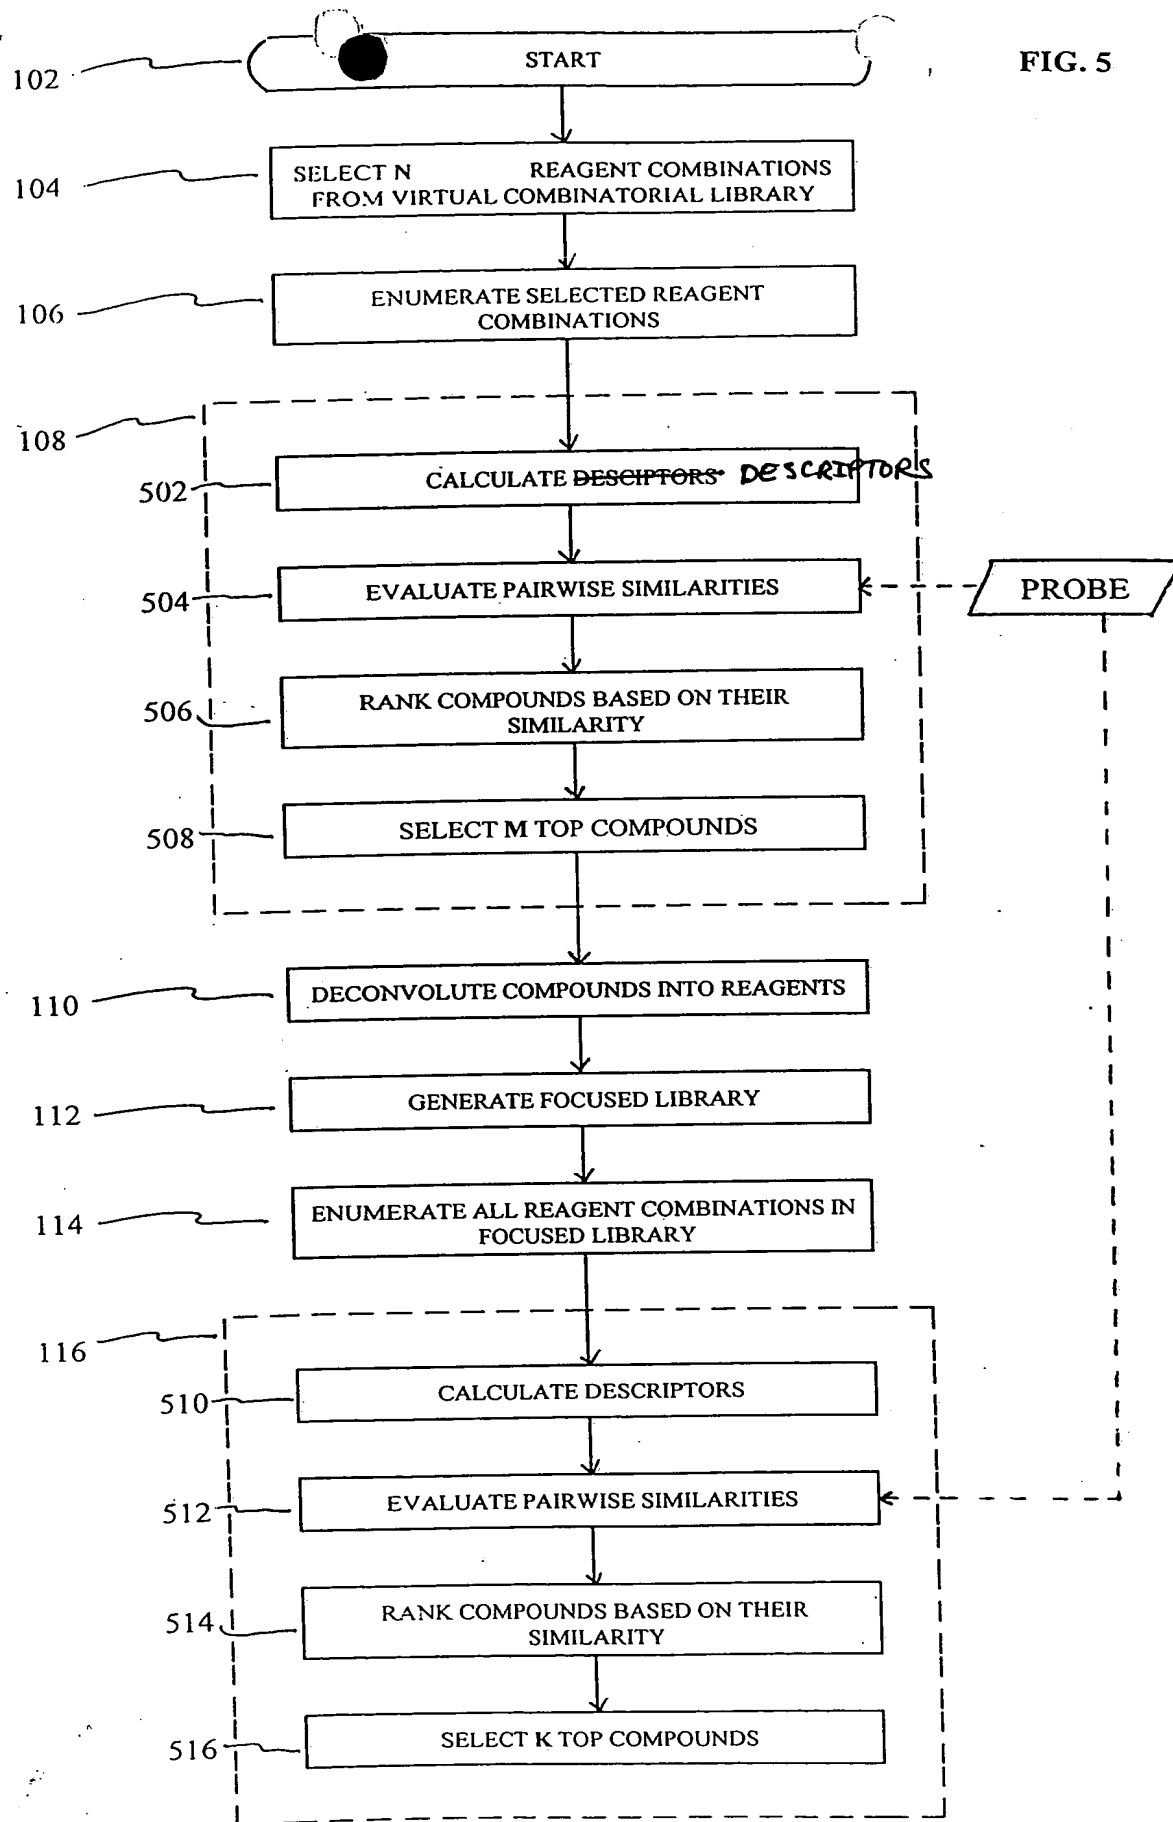 FIG. 5
102
START
104
SELECT N REAGENT COMBINATIONS
FROM VIRTUAL COMBINATORIAL LIBRARY
106
ENUMERATE SELECTED REAGENT
COMBINATIONS
108
502
CALCULATE DESCIPTORS DESCRIPTORS
504
EVALUATE PAIRWISE SIMILARITIES
PROBE
506
RANK COMPOUNDS BASED ON THEIR
SIMILARITY
508
SELECT M TOP COMPOUNDS
110
DECONVOLUTE COMPOUNDS INTO REAGENTS
112
GENERATE FOCUSED LIBRARY
114
ENUMERATE ALL REAGENT COMBINATIONS IN
FOCUSED LIBRARY
116
510
CALCULATE DESCRIPTORS
512
EVALUATE PAIRWISE SIMILARITIES
514
RANK COMPOUNDS BASED ON THEIR
SIMILARITY
516
SELECT K TOP COMPOUNDS